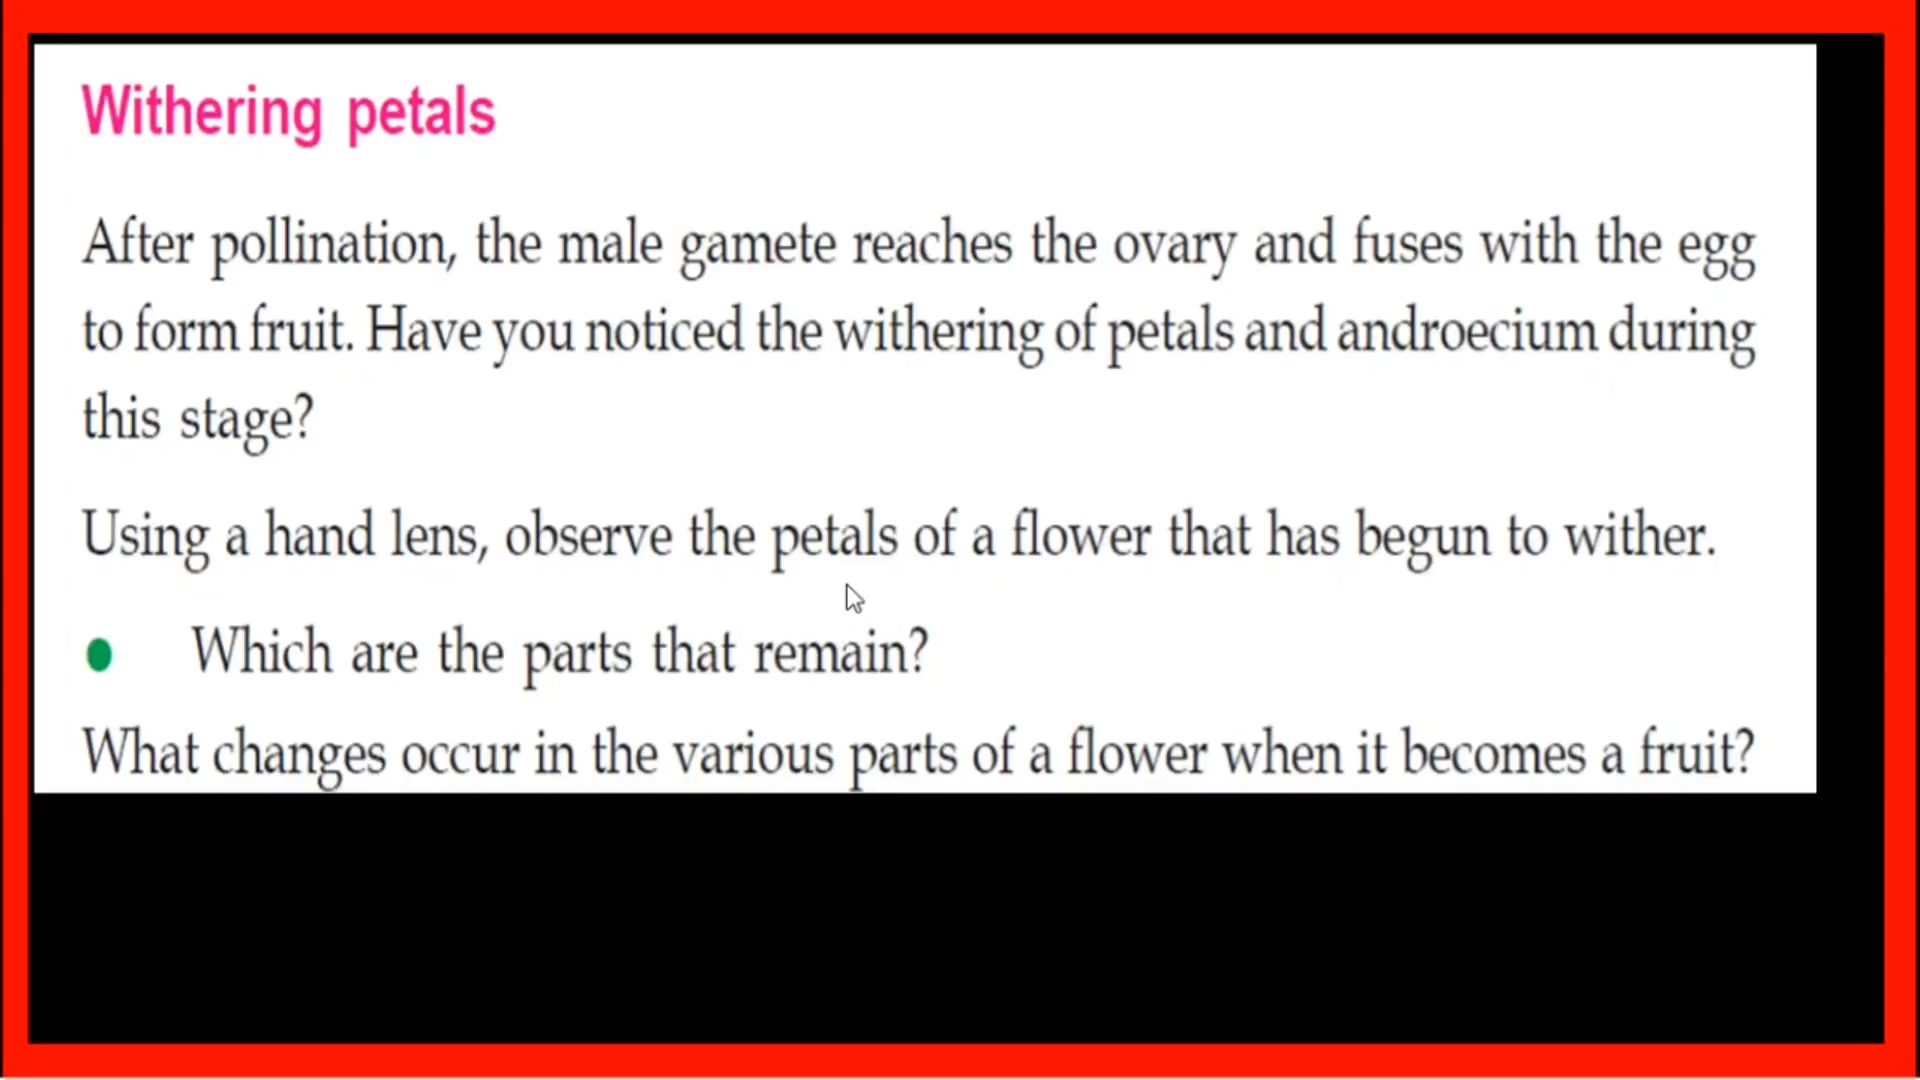 Withering petals
After pollination, the male gamete reaches the ovary and fuses with the egg
to form fruit. Have you noticed the withering of petals and androecium during
this stage?
Using a hand lens, observe the petals of a flower that has begun to wither.
● Which are the parts that remain?
What changes occur in the various parts of a flower when it becomes a fruit?